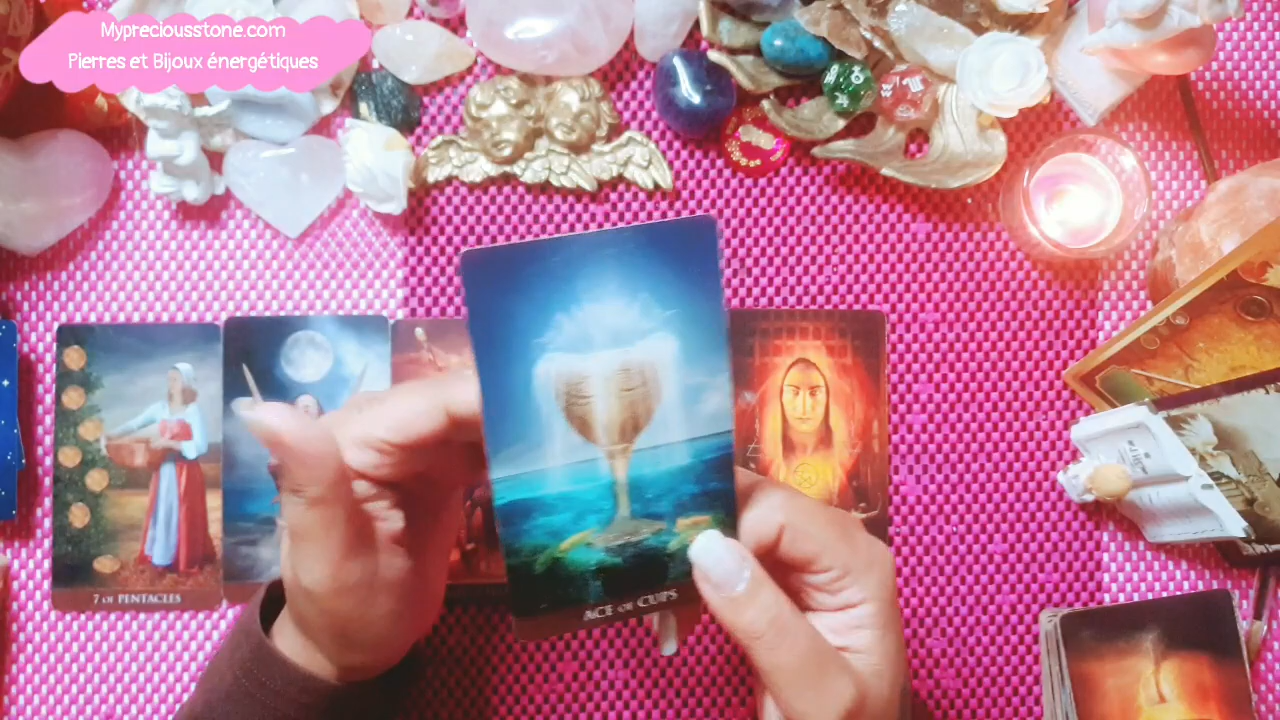 Mypreciousstone.com
Pierres et Bijoux énergétiques
7 OF PENTACLES
ACE OF CUPS